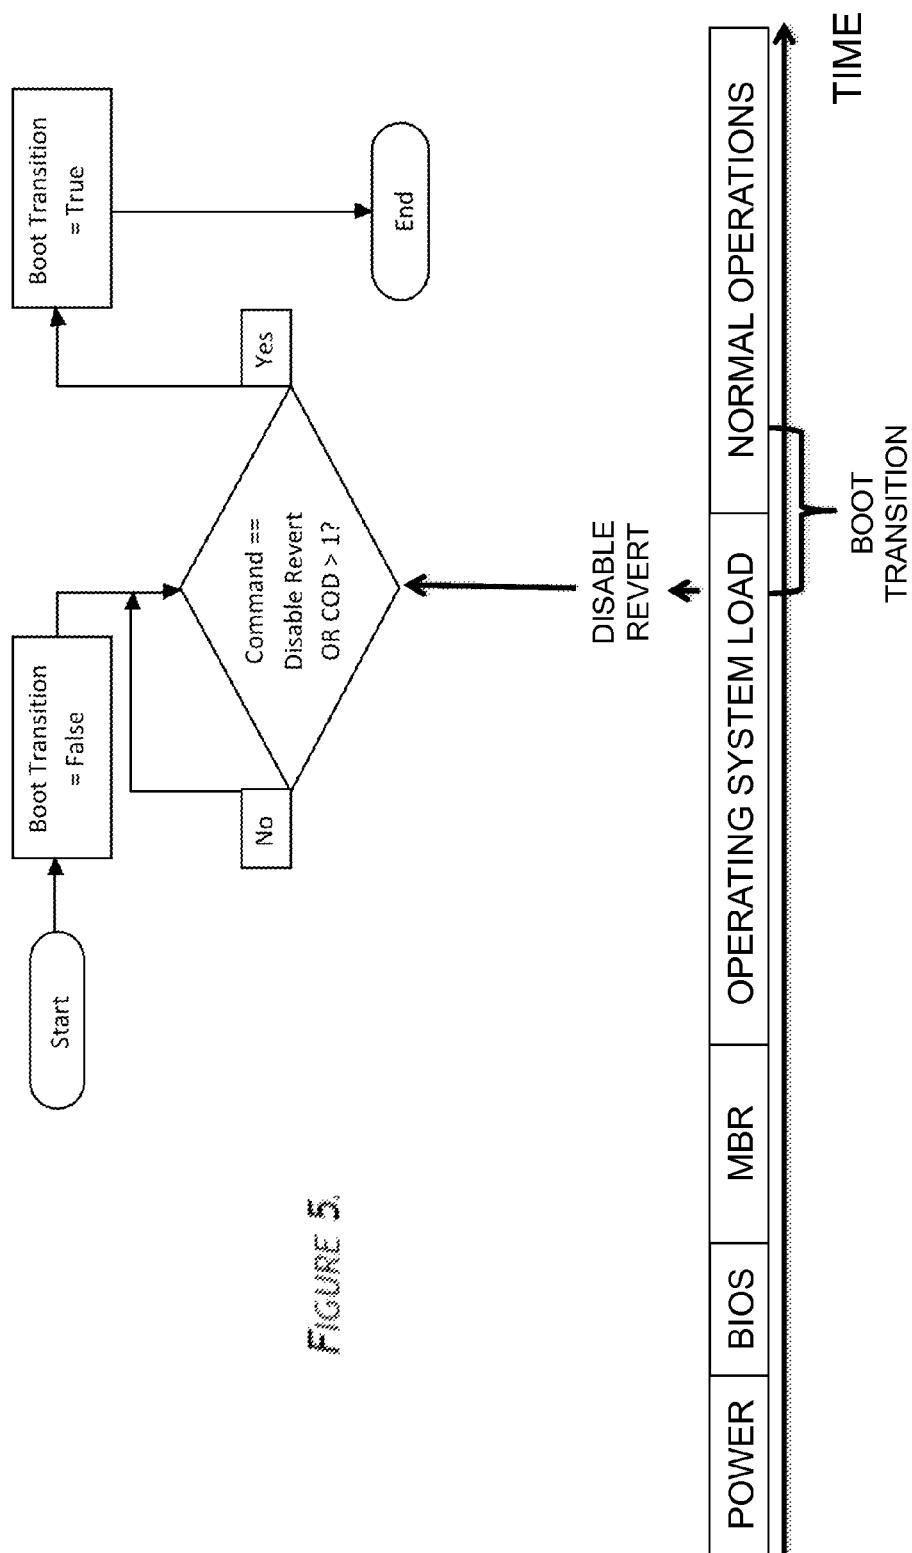 Start
Boot Transition
= False
Boot Transition
= True
No
Command ==
Disable Revert
OR CQD > 1?
Yes
End
FIGURE 5.
DISABLE
REVERT
POWER
BIOS
MBR
OPERATING SYSTEM LOAD
NORMAL OPERATIONS
BOOT
TRANSITION
TIME